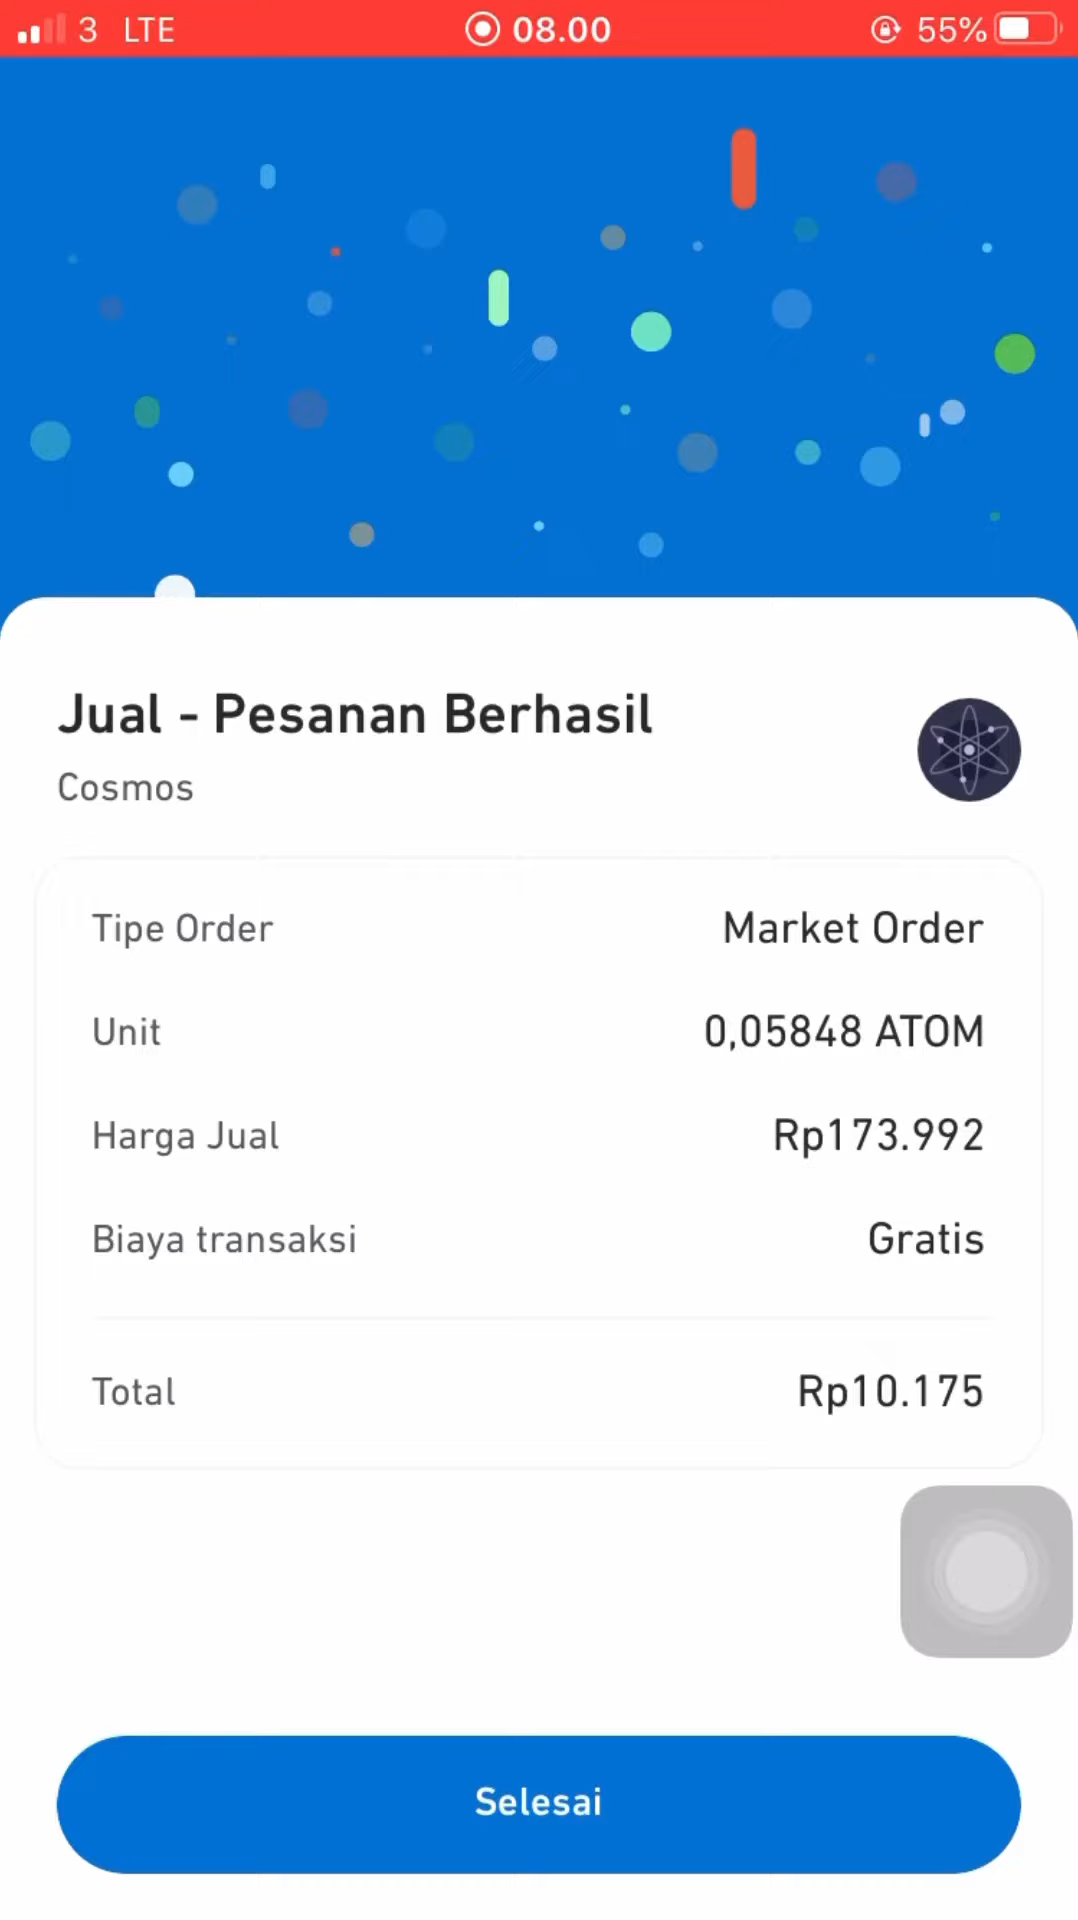 3 LTE 08.00 55%
Jual - Pesanan Berhasil
Cosmos
Tipe Order Market Order
Unit 0,05848 ATOM
Harga Jual Rp173.992
Biaya transaksi Gratis
Total Rp10.175
Selesai